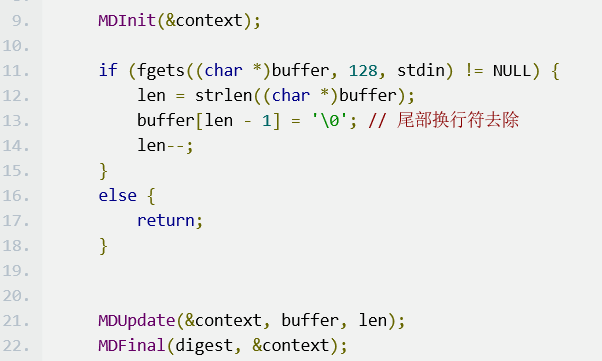 9. MDInit(&context);
10.
11. if (fgets((char *)buffer, 128, stdin) != NULL) {
12. len = strlen((char *)buffer);
13. buffer[len - 1] = '\0'; // 尾部换行符去除
14. len--;
15. }
16. else {
17. return;
18. }
19.
20.
21. MDUpdate(&context, buffer, len);
22. MDFinal(digest, &context);